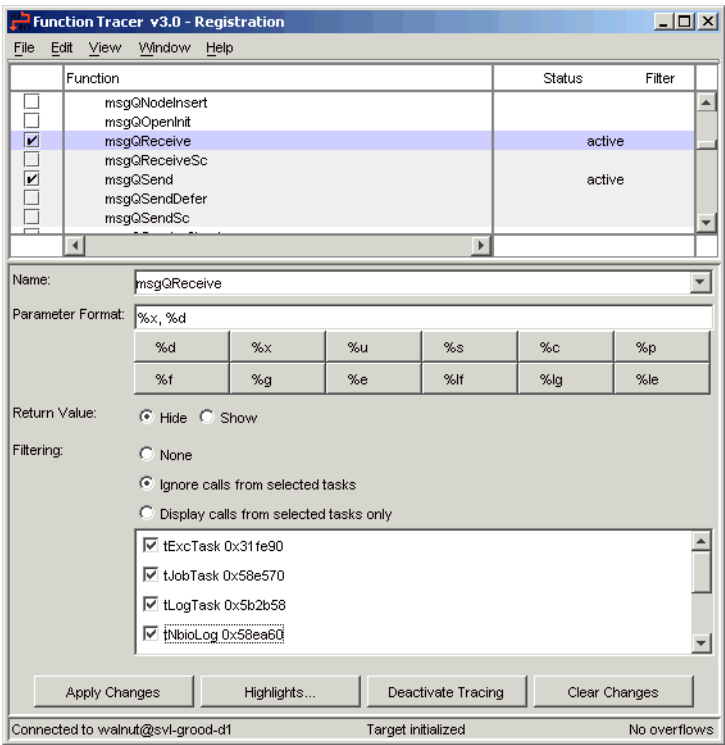 Function Tracer v3.0 - Registration
File Edit View Window Help
Function Status Filter
msgQNodeInsert
msgQOpenInit
msgQReceive active
msgQReceiveSc
msgQSend active
msgQSendDefer
msgQSendSc
Name: msgQReceive
Parameter Format: %x, %d
%d %x %u %s %c %p
%f %g %e %lf %lg %le
Return Value: Hide Show
Filtering: None
Ignore calls from selected tasks
Display calls from selected tasks only
tExcTask 0x31fe90
tJobTask 0x58e570
tLogTask 0x5b2b58
tNbioLog 0x58ea60
Apply Changes Highlights... Deactivate Tracing Clear Changes
Connected to walnut@svl-grood-d1 Target initialized No overflows